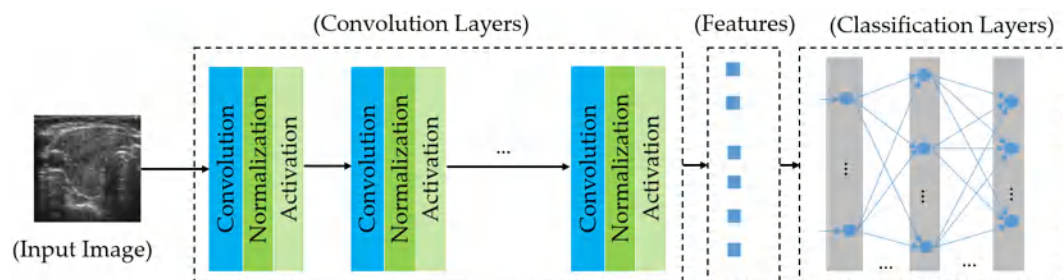 (Convolution Layers)
(Features)
(Classification Layers)
Convolution
Normalization
Activation
Convolution
Normalization
Activation
...
Convolution
Normalization
Activation
...
...
...
(Input Image)
... ...